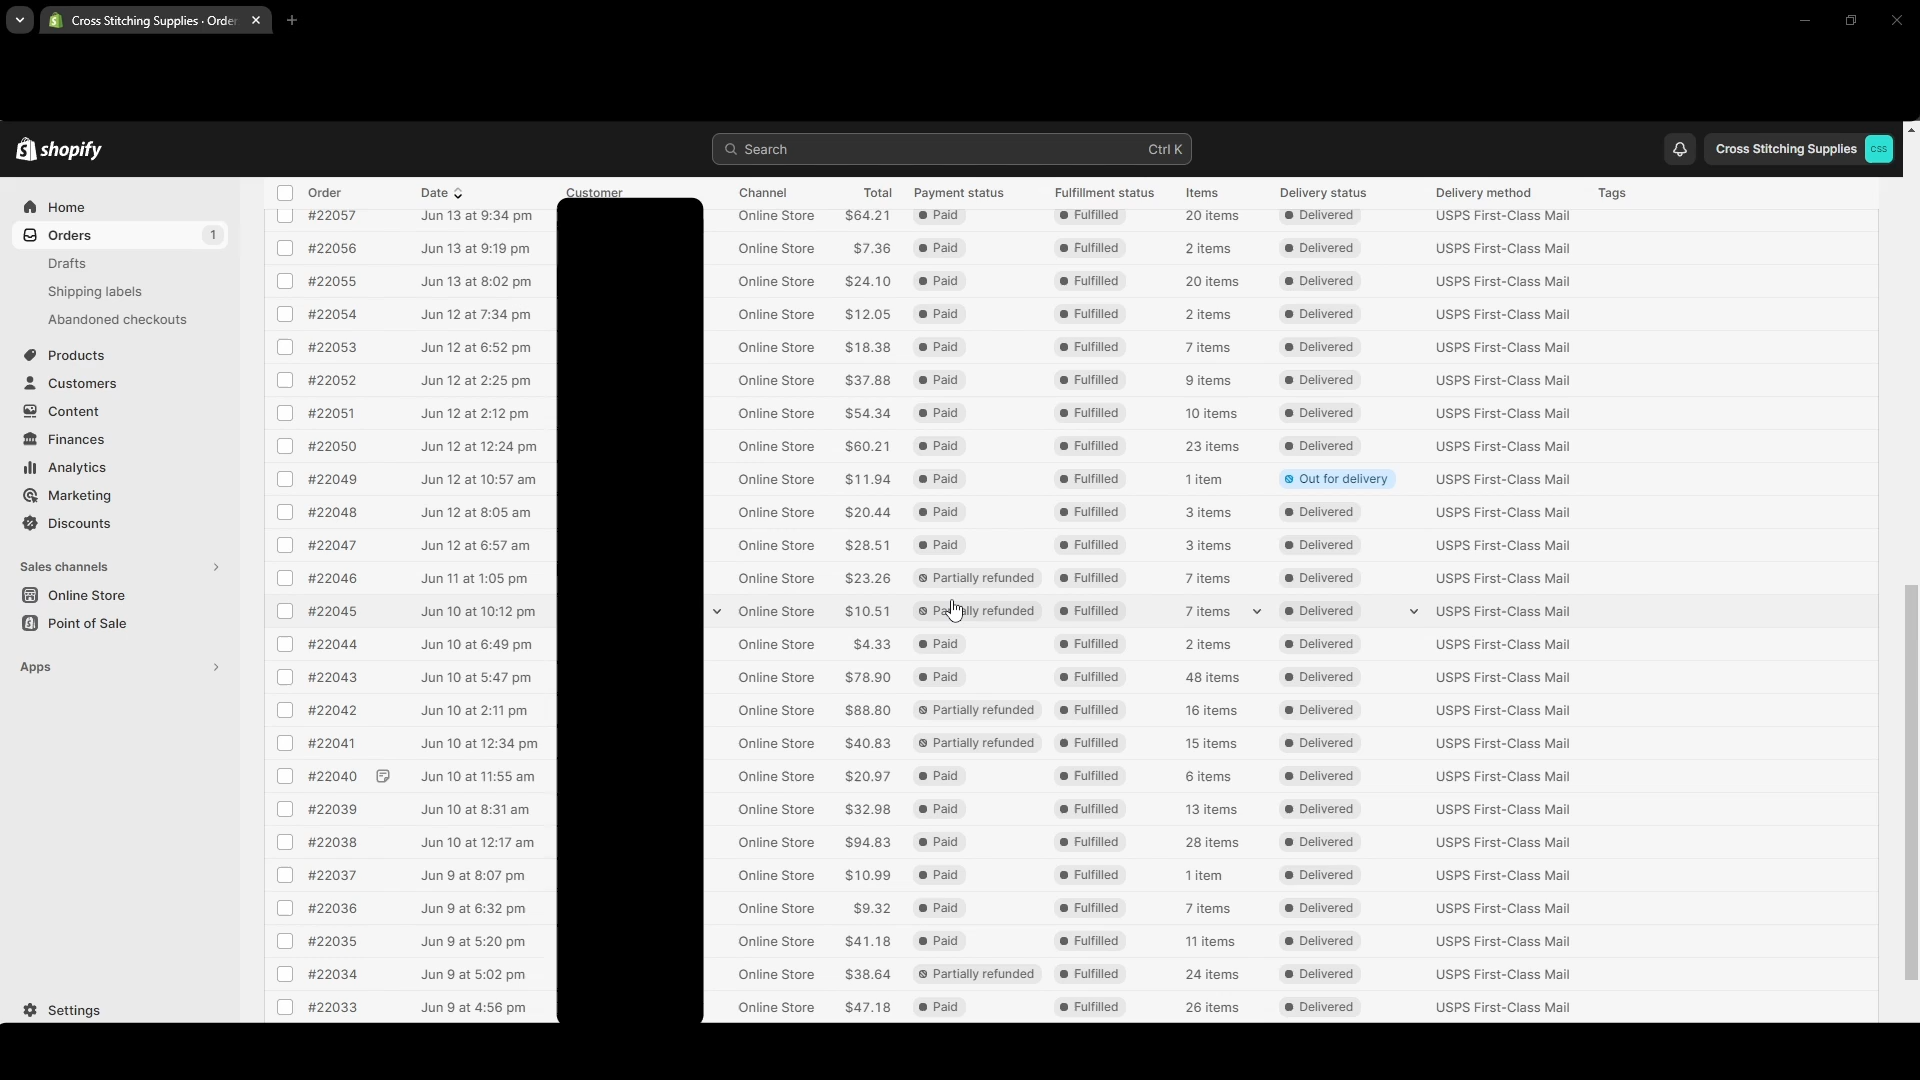 Cross Stitching Supplies · Order
shopify
Search Ctrl K
Cross Stitching Supplies CSS
Home
Orders 1
Drafts
Shipping labels
Abandoned checkouts
Products
Customers
Content
Finances
Analytics
Marketing
Discounts
Sales channels
Online Store
Point of Sale
Apps
Settings
Order Date Customer Channel Total Payment status Fulfillment status Items Delivery status Delivery method Tags
#22057 Jun 13 at 9:34 pm Online Store $64.21 Paid Fulfilled 20 items Delivered USPS First-Class Mail
#22056 Jun 13 at 9:19 pm Online Store $7.36 Paid Fulfilled 2 items Delivered USPS First-Class Mail
#22055 Jun 13 at 8:02 pm Online Store $24.10 Paid Fulfilled 20 items Delivered USPS First-Class Mail
#22054 Jun 12 at 7:34 pm Online Store $12.05 Paid Fulfilled 2 items Delivered USPS First-Class Mail
#22053 Jun 12 at 6:52 pm Online Store $18.38 Paid Fulfilled 7 items Delivered USPS First-Class Mail
#22052 Jun 12 at 2:25 pm Online Store $37.88 Paid Fulfilled 9 items Delivered USPS First-Class Mail
#22051 Jun 12 at 2:12 pm Online Store $54.34 Paid Fulfilled 10 items Delivered USPS First-Class Mail
#22050 Jun 12 at 12:24 pm Online Store $60.21 Paid Fulfilled 23 items Delivered USPS First-Class Mail
#22049 Jun 12 at 10:57 am Online Store $11.94 Paid Fulfilled 1 item Out for delivery USPS First-Class Mail
#22048 Jun 12 at 8:05 am Online Store $20.44 Paid Fulfilled 3 items Delivered USPS First-Class Mail
#22047 Jun 12 at 6:57 am Online Store $28.51 Paid Fulfilled 3 items Delivered USPS First-Class Mail
#22046 Jun 11 at 1:05 pm Online Store $23.26 Partially refunded Fulfilled 7 items Delivered USPS First-Class Mail
#22045 Jun 10 at 10:12 pm Online Store $10.51 Partially refunded Fulfilled 7 items Delivered USPS First-Class Mail
#22044 Jun 10 at 6:49 pm Online Store $4.33 Paid Fulfilled 2 items Delivered USPS First-Class Mail
#22043 Jun 10 at 5:47 pm Online Store $78.90 Paid Fulfilled 48 items Delivered USPS First-Class Mail
#22042 Jun 10 at 2:11 pm Online Store $88.80 Partially refunded Fulfilled 16 items Delivered USPS First-Class Mail
#22041 Jun 10 at 12:34 pm Online Store $40.83 Partially refunded Fulfilled 15 items Delivered USPS First-Class Mail
#22040 Jun 10 at 11:55 am Online Store $20.97 Paid Fulfilled 6 items Delivered USPS First-Class Mail
#22039 Jun 10 at 8:31 am Online Store $32.98 Paid Fulfilled 13 items Delivered USPS First-Class Mail
#22038 Jun 10 at 12:17 am Online Store $94.83 Paid Fulfilled 28 items Delivered USPS First-Class Mail
#22037 Jun 9 at 8:07 pm Online Store $10.99 Paid Fulfilled 1 item Delivered USPS First-Class Mail
#22036 Jun 9 at 6:32 pm Online Store $9.32 Paid Fulfilled 7 items Delivered USPS First-Class Mail
#22035 Jun 9 at 5:20 pm Online Store $41.18 Paid Fulfilled 11 items Delivered USPS First-Class Mail
#22034 Jun 9 at 5:02 pm Online Store $38.64 Partially refunded Fulfilled 24 items Delivered USPS First-Class Mail
#22033 Jun 9 at 4:56 pm Online Store $47.18 Paid Fulfilled 26 items Delivered USPS First-Class Mail